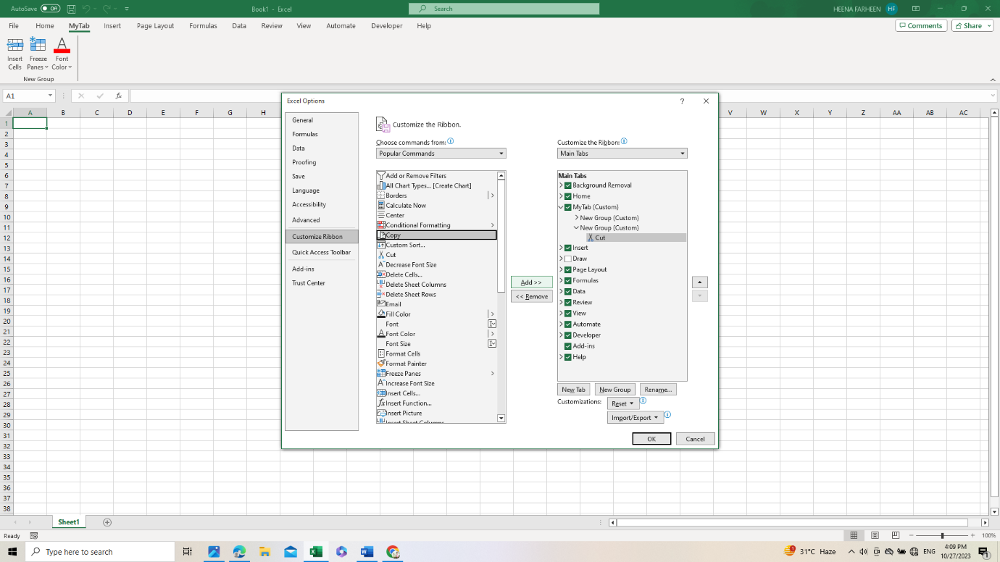 AutoSave Off
Book1 - Excel
Search
HEENA FARHEEN HF
File Home MyTab Insert Page Layout Formulas Data Review View Automate Developer Help
Comments Share
Insert Cells
Freeze Panes
Font Color
New Group
A1
fx
A B C D E F G H V W X Y Z AA AB AC
1
2
3
4
5
6
7
8
9
10
11
12
13
14
15
16
17
18
19
20
21
22
23
24
25
26
27
28
29
30
31
32
33
34
35
36
37
38
Excel Options ?
General
Formulas
Data
Proofing
Save
Language
Accessibility
Advanced
Customize Ribbon
Quick Access Toolbar
Add-ins
Trust Center
Customize the Ribbon.
Choose commands from:
Popular Commands
Add or Remove Filters
All Chart Types... [Create Chart]
Borders
Calculate Now
Center
Conditional Formatting
Copy
Custom Sort...
Cut
Decrease Font Size
Delete Cells...
Delete Sheet Columns
Delete Sheet Rows
Email
Fill Color
Font
Font Color
Font Size
Format Cells
Format Painter
Freeze Panes
Increase Font Size
Insert Cells...
Insert Function...
Insert Picture
Insert Sheet Columns
Add >>
<< Remove
Customize the Ribbon:
Main Tabs
Main Tabs
Background Removal
Home
MyTab (Custom)
New Group (Custom)
New Group (Custom)
Cut
Insert
Draw
Page Layout
Formulas
Data
Review
View
Automate
Developer
Add-ins
Help
New Tab New Group Rename...
Customizations: Reset
Import/Export
OK Cancel
Sheet1
Ready
100%
Type here to search
31°C Haze
ENG
4:09 PM
10/27/2023
1